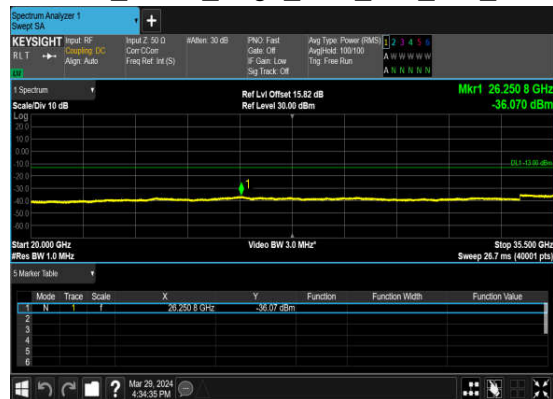 Spectrum Analyzer 1
Swept SA
+
KEYSIGHT
RLT
Input: RF
Coupling: DC
Align: Auto
Input Z: 50 Ω
Corr CCorr
Freq Ref: Int (S)
#Atten: 30 dB
PNO: Fast
Gate: Off
IF Gain: Low
Sig Track: Off
Avg Type: Power (RMS)
Avg|Hold: 100/100
Trig: Free Run
1 2 3 4 5 6
A W W W W W
A N N N N N
1 Spectrum
Scale/Div 10 dB
Ref Lvl Offset 15.82 dB
Ref Level 30.00 dBm
Mkr1 26.250 8 GHz
-36.070 dBm
Log
20.0
10.0
0.00
-10.0
DL1 -13.00 dBm
-20.0
-30.0
1
-40.0
-50.0
-60.0
Start 20.000 GHz
#Res BW 1.0 MHz
Video BW 3.0 MHz*
Stop 35.500 GHz
Sweep 26.7 ms (40001 pts)
5 Marker Table
Mode Trace Scale X Y Function Function Width Function Value
1 N 1 f 26.250 8 GHz -36.07 dBm
2
3
4
5
6
?
Mar 29, 2024
4:34:35 PM